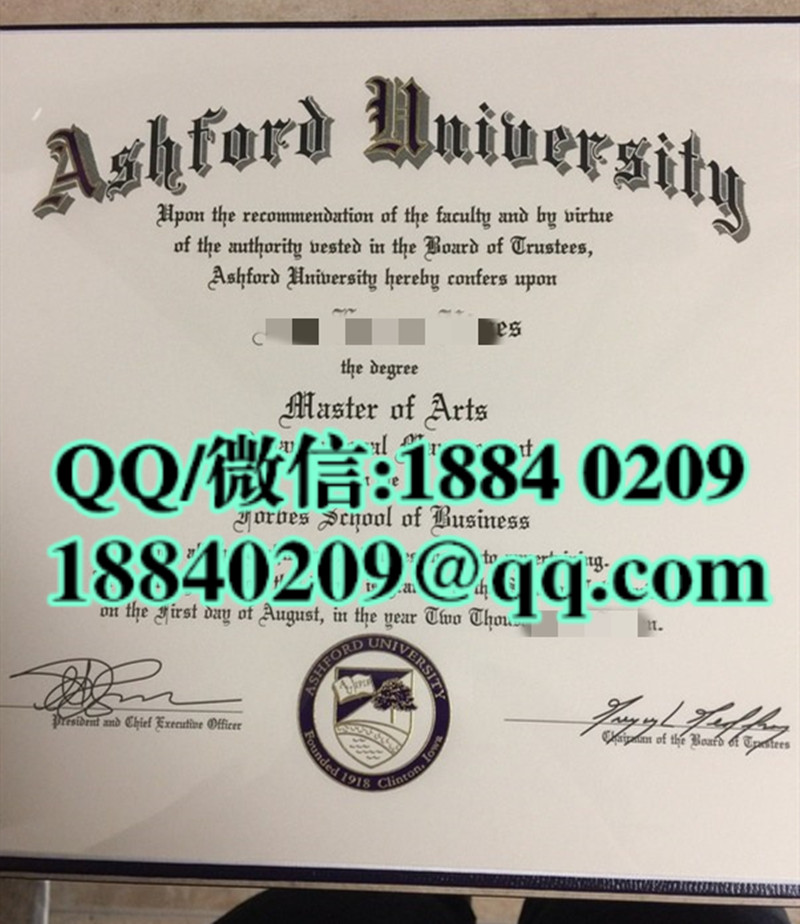 Ashford University
Upon the recommendation of the faculty and by virtue
of the authority vested in the Board of Trustees,
Ashford University hereby confers upon
es
the degree
Master of Arts
QQ/微信:1884 0209
Forbes School of Business
18840209@qq.com
on the First day of August, in the year Two
President and Chief Executive Officer
Chairman of the Board of Trustees
ASHFORD UNIVERSITY
Founded 1918 Clinton, Iowa